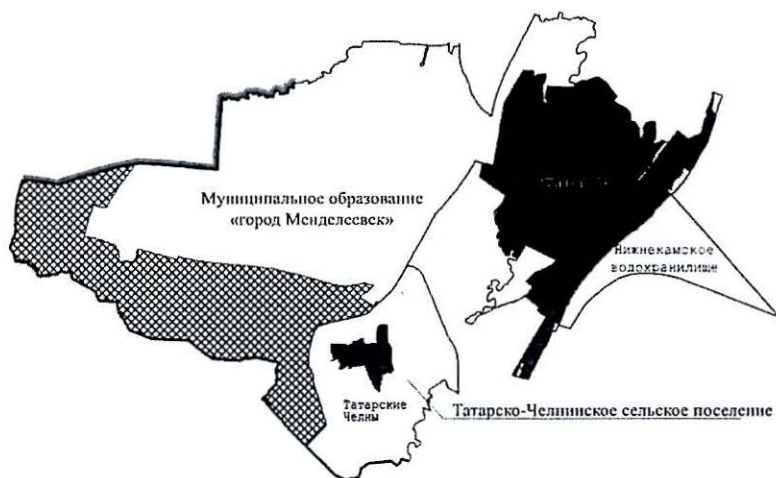 Муниципальное образование
«город Менделеевск»
Нижнекамское
водохранилище
Татарские
Челны
Татарско-Челнинское сельское поселение